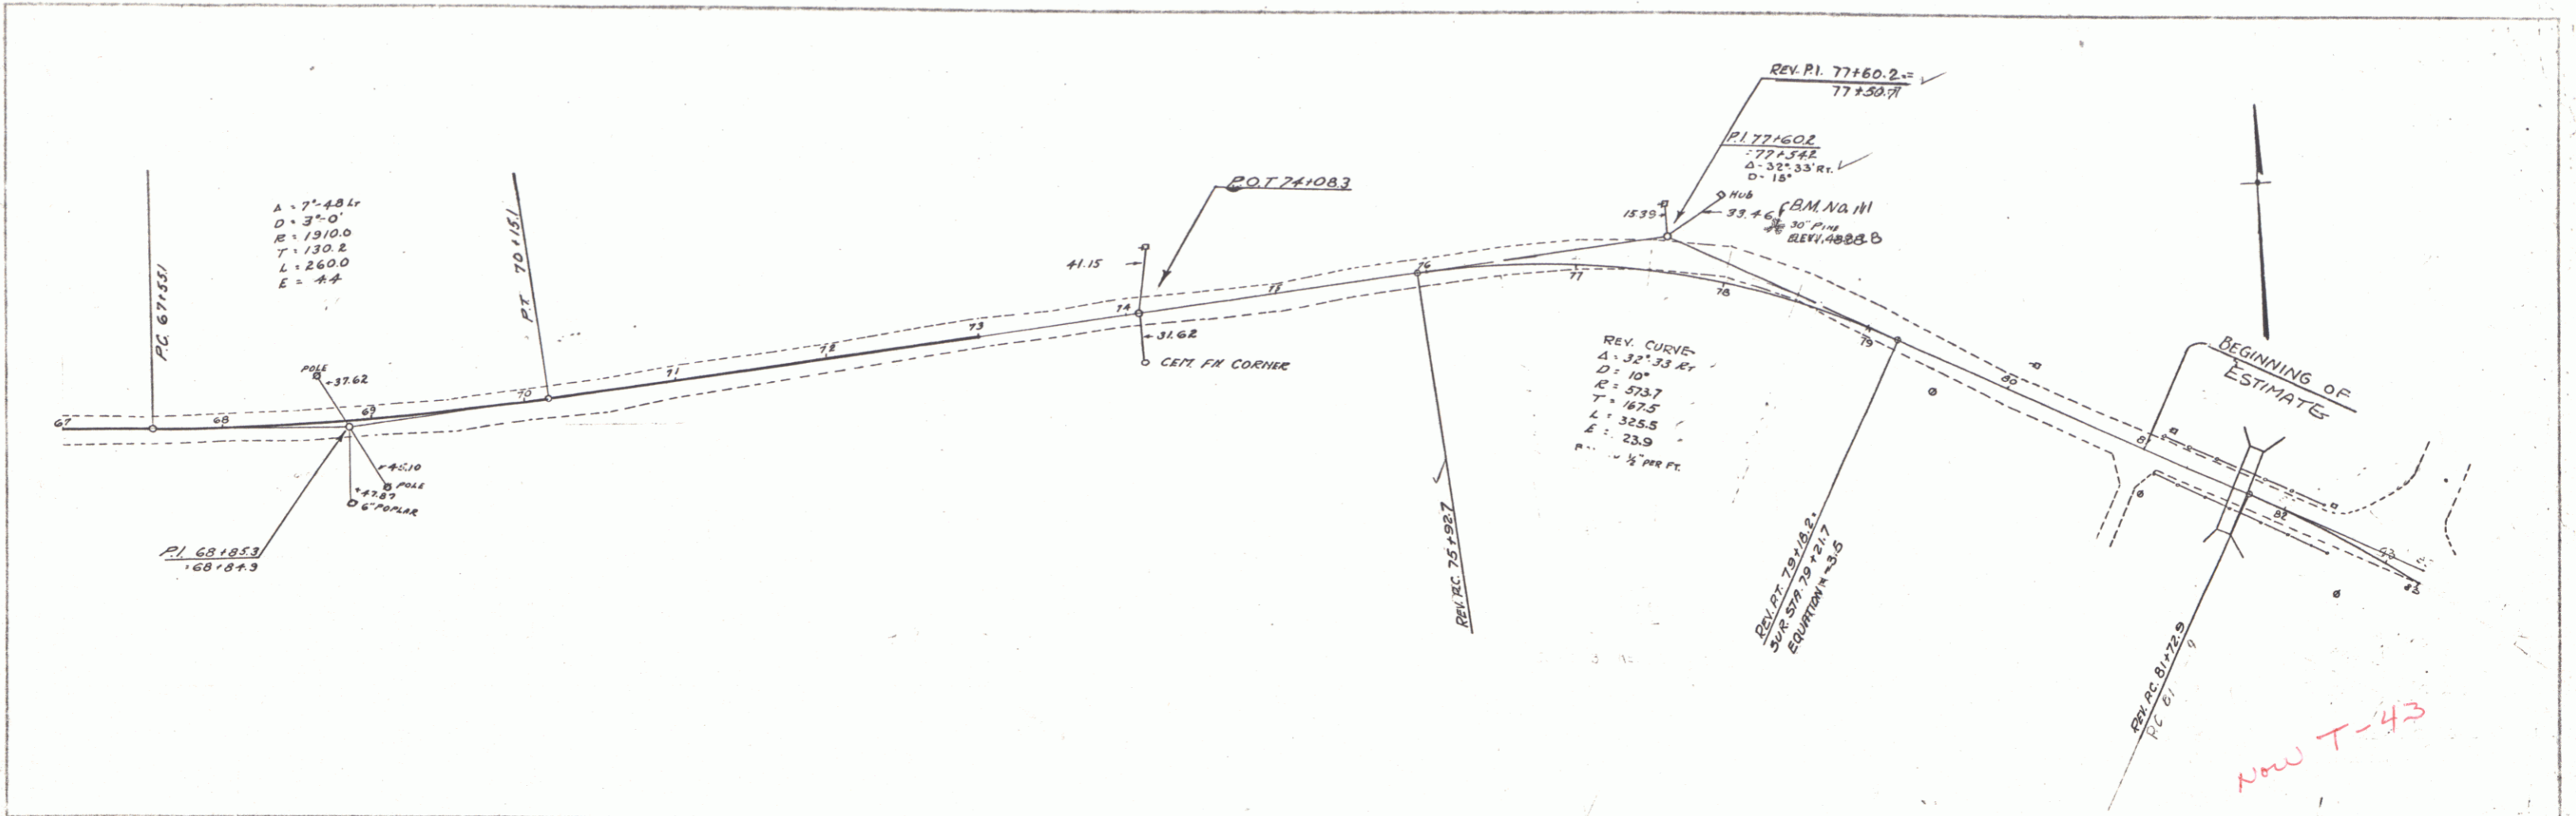 REV. P.I. 77+60.2=
77+50.7
P.I. 77+60.2
=77+54.2
Δ-32°-33' RT.
D-15°
HUB
15.39
33.46
B.M. NO. 111
30" PINE
P.O.T 74+08.3
41.15
31.62
CEM. FN CORNER
Δ = 7°-48 LT
D = 3°-0'
R = 1910.0
T = 130.2
L = 260.0
E = 4.4
P.C. 67+55.1
P.T. 70+15.1
POLE
37.62
45.10
POLE
47.87
6" POPLAR
P.I. 68+85.3
=68+84.9
67
68
69
70
71
72
73
74
75
76
77
78
79
80
81
82
83
REV. CURVE
Δ = 32°-33 RT
D = 10°
R = 573.7
T = 167.5
L = 325.5
E = 23.9
½" PER FT.
REV. P.C. 75+92.7
REV. P.T. 79+18.2=
SUR. STA. 79+21.7
EQUATION = -3.5
BEGINNING OF
ESTIMATE
REV. P.C. 81+72.9
P.C. 81
NOW T-43